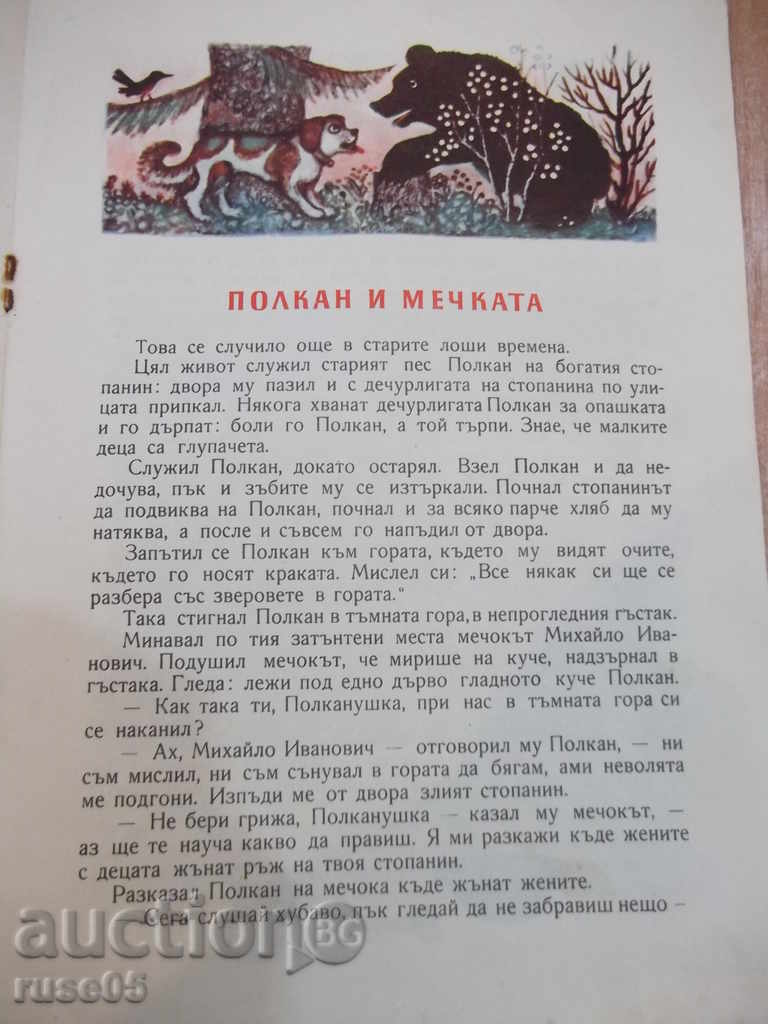 ПОЛКАН И МЕЧКАТА
Това се случило още в старите лоши времена.
Цял живот служил старият пес Полкан на богатия сто-
панин: двора му пазил и с дечурлигата на стопанина по ули-
цата припкал. Някога хванат дечурлигата Полкан за опашката
и го дърпат: боли го Полкан, а той търпи. Знае, че малките
деца са глупачета.
Служил Полкан, докато остарял. Взел Полкан и да не-
дочува, пък и зъбите му се изтъркали. Почнал стопанинът
да подвиква на Полкан, почнал и за всяко парче хляб да му
натяква, а после и съвсем го напъдил от двора.
Запътил се Полкан към гората, където му видят очите,
където го носят краката. Мислел си: „Все някак си ще се
разбера със зверовете в гората.“
Така стигнал Полкан в тъмната гора, в непрогледния гъстак.
Минавал по тия затънтени места мечокът Михайло Ива-
нович. Подушил мечокът, че мирише на куче, надзърнал в
гъстака. Гледа: лежи под едно дърво гладното куче Полкан.
— Как така ти, Полканушка, при нас в тъмната гора си
се наканил?
— Ах, Михайло Иванович — отговорил му Полкан, — ни
съм мислил, ни съм сънувал в гората да бягам, ами неволята
ме подгони. Изпъди ме от двора злият стопанин.
— Не бери грижа, Полканушка — казал му мечокът, —
аз ще те науча какво да правиш. Я ми разкажи къде жените
с децата жънат ръж на твоя стопанин.
Разказал Полкан на мечока къде жънат жените.
—Сега слушай хубаво, пък гледай да не забравиш нещо —
auction BG
ruse05